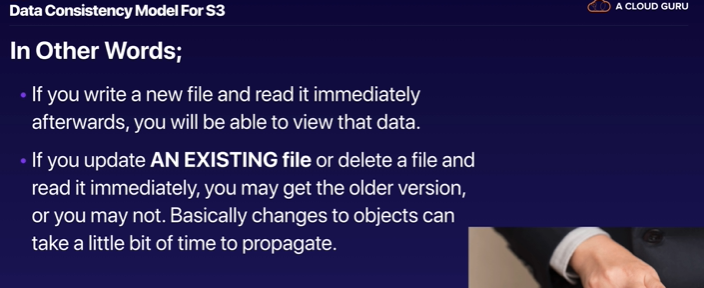 Data Consistency Model For S3
A CLOUD GURU
In Other Words;
• If you write a new file and read it immediately
afterwards, you will be able to view that data.
• If you update AN EXISTING file or delete a file and
read it immediately, you may get the older version,
or you may not. Basically changes to objects can
take a little bit of time to propagate.